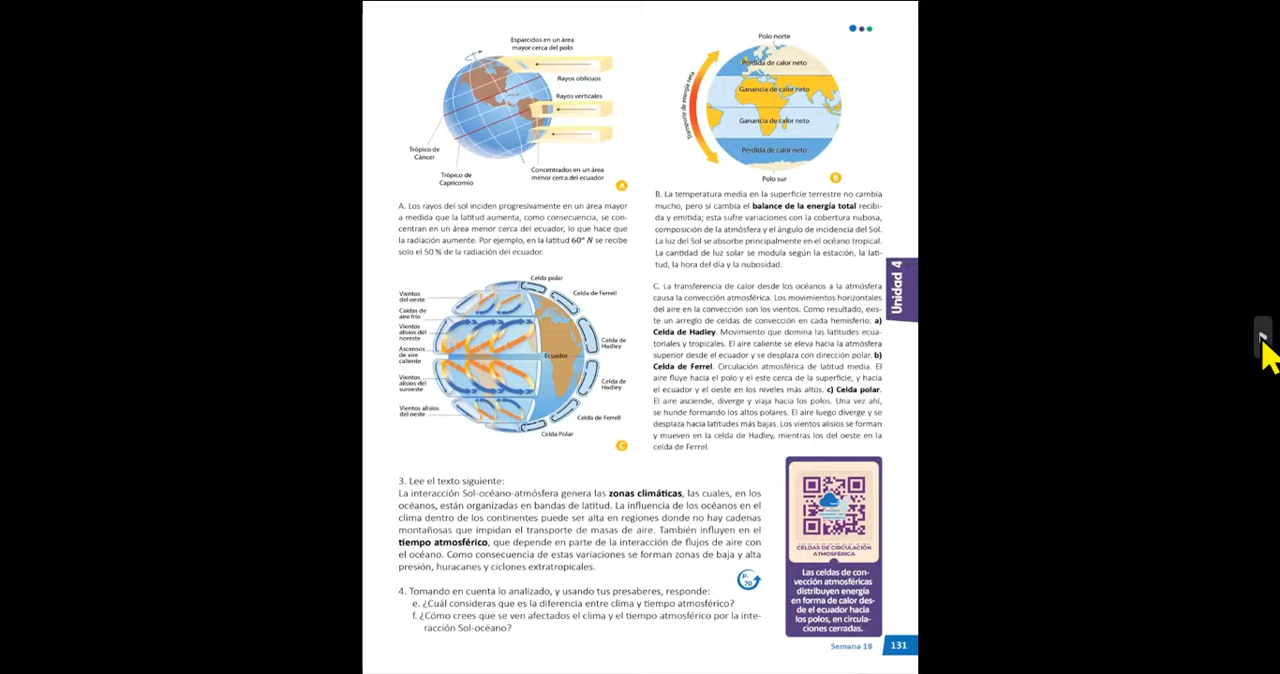 Esparcidos en un área
mayor cerca del polo
Rayos oblicuos
Rayos verticales
Trópico de
Cáncer
Trópico de
Capricornio
Concentrados en un área
menor cerca del ecuador
A
A. Los rayos del sol inciden progresivamente en un área mayor
a medida que la latitud aumenta, como consecuencia, se con-
centran en un área menor cerca del ecuador, lo que hace que
la radiación aumente. Por ejemplo, en la latitud 60° N se recibe
solo el 50 % de la radiación del ecuador.
Polo norte
Pérdida de calor neto
Ganancia de calor neto
Ganancia de calor neto
Pérdida de calor neto
Transporte de energía neta
Polo sur
B
B. La temperatura media en la superficie terrestre no cambia
mucho, pero sí cambia el balance de la energía total recibi-
da y emitida; esta sufre variaciones con la cobertura nubosa,
composición de la atmósfera y el ángulo de incidencia del Sol.
La luz del Sol se absorbe principalmente en el océano tropical.
La cantidad de luz solar se modula según la estación, la lati-
tud, la hora del día y la nubosidad.
Celda polar
Celda de Ferrell
Vientos
del oeste
Caídas de
aire frío
Vientos
alisios del
noreste
Ascensos
de aire
caliente
Vientos
alisios del
suroeste
Vientos alisios
del oeste
Ecuador
Celda de
Hadley
Celda de
Hadley
Celda de Ferrell
Celda Polar
C
C. La transferencia de calor desde los océanos a la atmósfera
causa la convección atmosférica. Los movimientos horizontales
del aire en la convección son los vientos. Como resultado, exis-
te un arreglo de celdas de convección en cada hemisferio: a)
Celda de Hadley. Movimiento que domina las latitudes ecua-
toriales y tropicales. El aire caliente se eleva hacia la atmósfera
superior desde el ecuador y se desplaza con dirección polar. b)
Celda de Ferrel. Circulación atmosférica de latitud media. El
aire fluye hacia el polo y el este cerca de la superficie, y hacia
el ecuador y el oeste en los niveles más altos. c) Celda polar.
El aire asciende, diverge y viaja hacia los polos. Una vez ahí,
se hunde formando los altos polares. El aire luego diverge y se
desplaza hacia latitudes más bajas. Los vientos alisios se forman
y mueven en la celda de Hadley, mientras los del oeste en la
celda de Ferrel.
Unidad 4
3. Lee el texto siguiente:
La interacción Sol-océano-atmósfera genera las zonas climáticas, las cuales, en los
océanos, están organizadas en bandas de latitud. La influencia de los océanos en el
clima dentro de los continentes puede ser alta en regiones donde no hay cadenas
montañosas que impidan el transporte de masas de aire. También influyen en el
tiempo atmosférico, que depende en parte de la interacción de flujos de aire con
el océano. Como consecuencia de estas variaciones se forman zonas de baja y alta
presión, huracanes y ciclones extratropicales.
P.
70
4. Tomando en cuenta lo analizado, y usando tus presaberes, responde:
e. ¿Cuál consideras que es la diferencia entre clima y tiempo atmosférico?
f. ¿Cómo crees que se ven afectados el clima y el tiempo atmosférico por la inte-
racción Sol-océano?
CELDAS DE CIRCULACIÓN
ATMOSFÉRICA
Las celdas de con-
vección atmosféricas
distribuyen energía
en forma de calor des-
de el ecuador hacia
los polos, en circula-
ciones cerradas.
Semana 18
131